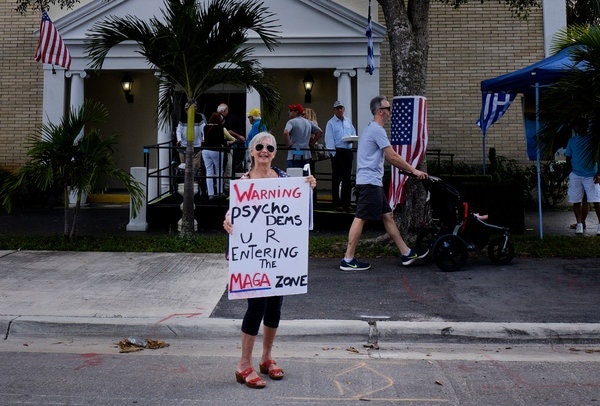 WARNING
PSYCHO
DEMS
U R
ENTERING
THE
MAGA ZONE